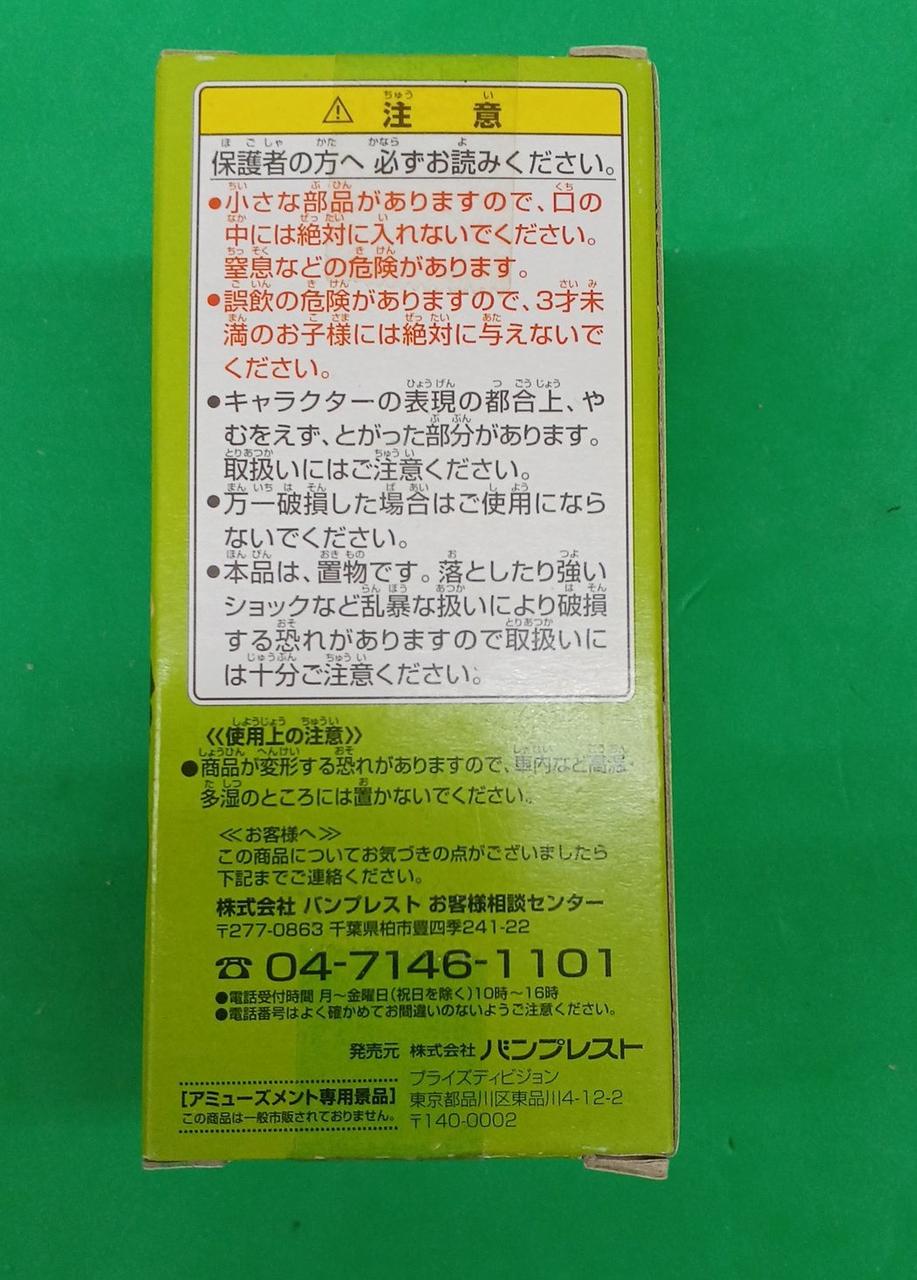 ⚠ 注意
保護者の方へ 必ずお読みください。
●小さな部品がありますので、口の
中には絶対に入れないでください。
窒息などの危険があります。
●誤飲の危険がありますので、3才未
満のお子様には絶対に与えないで
ください。
●キャラクターの表現の都合上、や
むをえず、とがった部分があります。
取扱いにはご注意ください。
●万一破損した場合はご使用になら
ないでください。
●本品は、置物です。落としたり強い
ショックなど乱暴な扱いにより破損
する恐れがありますので取扱いに
は十分ご注意ください。
≪使用上の注意≫
●商品が変形する恐れがありますので、車内など高温・
多湿のところには置かないでください。
≪お客様へ≫
この商品についてお気づきの点がございましたら
下記までご連絡ください。
株式会社 バンプレスト お客様相談センター
〒277-0863 千葉県柏市豊四季241-22
☎ 04-7146-1101
●電話受付時間 月～金曜日(祝日を除く)10時～16時
●電話番号はよく確かめてお間違いのないようご注意ください。
発売元 株式会社 バンプレスト
プライズディビジョン
東京都品川区東品川4-12-2
〒140-0002
[アミューズメント専用景品]
この商品は一般市販されておりません。